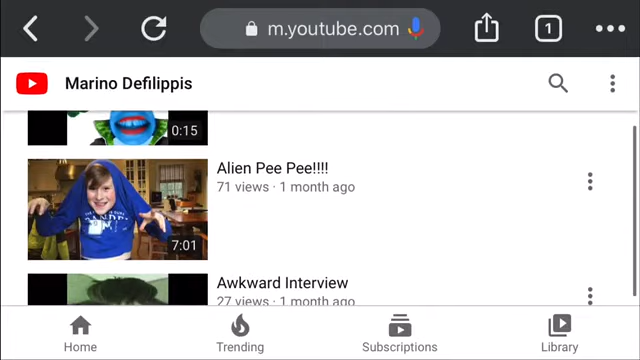 m.youtube.com
1
Marino Defilippis
0:15
Alien Pee Pee!!!!
71 views · 1 month ago
7:01
Awkward Interview
27 views · 1 month ago
Home
Trending
Subscriptions
Library